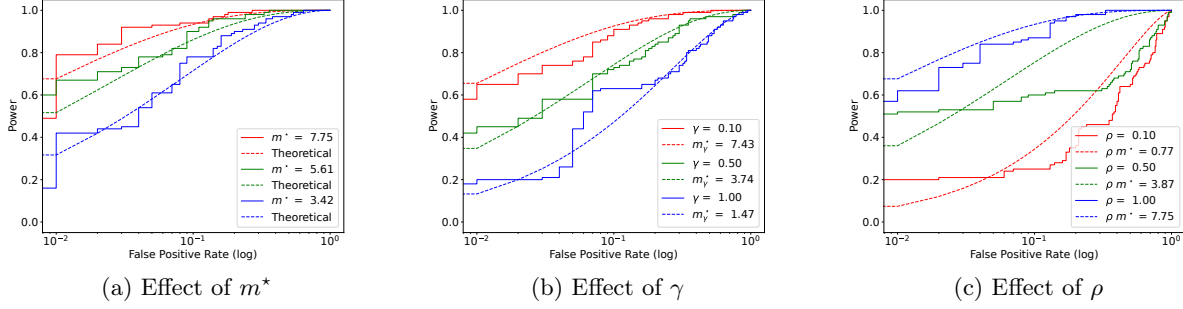 1.0
0.8
0.6
0.4
0.2
0.0
Power
10⁻²
10⁻¹
10⁰
False Positive Rate (log)
m* = 7.75
Theoretical
m* = 5.61
Theoretical
m* = 3.42
Theoretical
(a) Effect of m*
1.0
0.8
0.6
0.4
0.2
0.0
Power
10⁻²
10⁻¹
10⁰
False Positive Rate (log)
γ = 0.10
m*γ = 7.43
γ = 0.50
m*γ = 3.74
γ = 1.00
m*γ = 1.47
(b) Effect of γ
1.0
0.8
0.6
0.4
0.2
0.0
Power
10⁻²
10⁻¹
10⁰
False Positive Rate (log)
ρ = 0.10
ρ m* = 0.77
ρ = 0.50
ρ m* = 3.87
ρ = 1.00
ρ m* = 7.75
(c) Effect of ρ